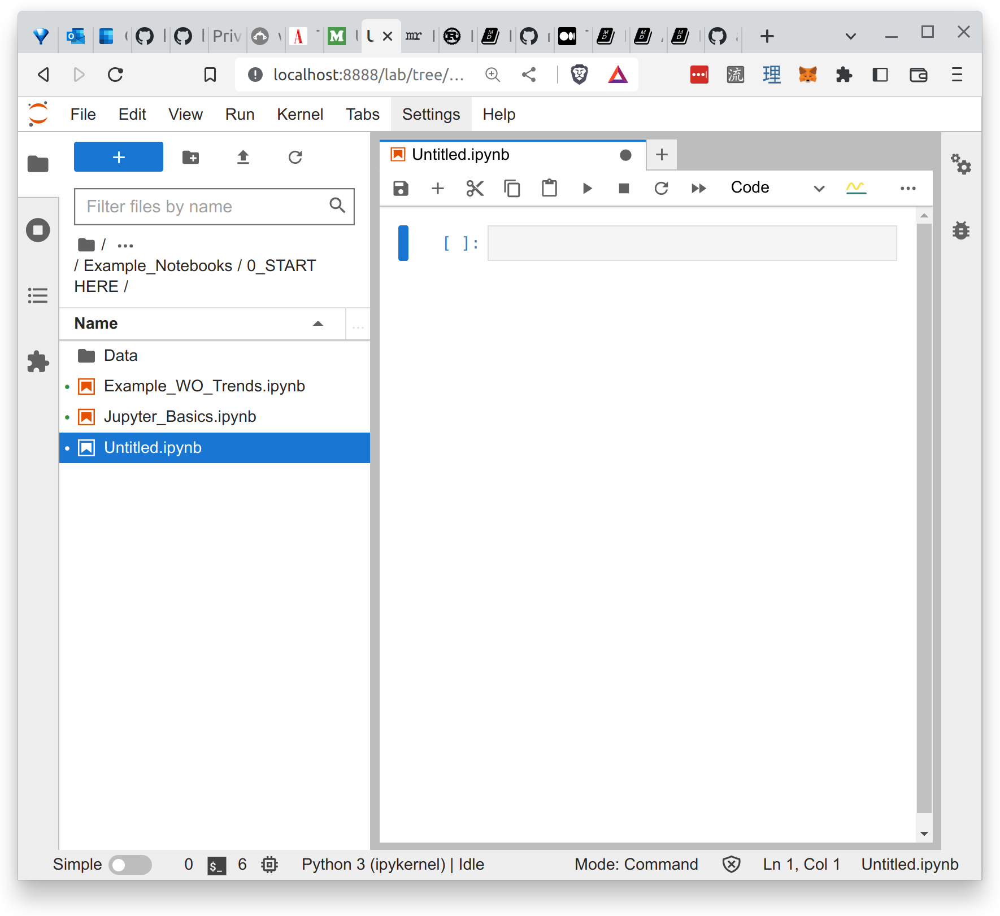 Priv
localhost:8888/lab/tree/...
流
理
File Edit View Run Kernel Tabs Settings Help
Untitled.ipynb
Code
Filter files by name
/ ...
/ Example_Notebooks / 0_START
HERE /
[ ]:
Name
...
Data
Example_WO_Trends.ipynb
Jupyter_Basics.ipynb
Untitled.ipynb
Simple 0 $_ 6 Python 3 (ipykernel) | Idle Mode: Command Ln 1, Col 1 Untitled.ipynb